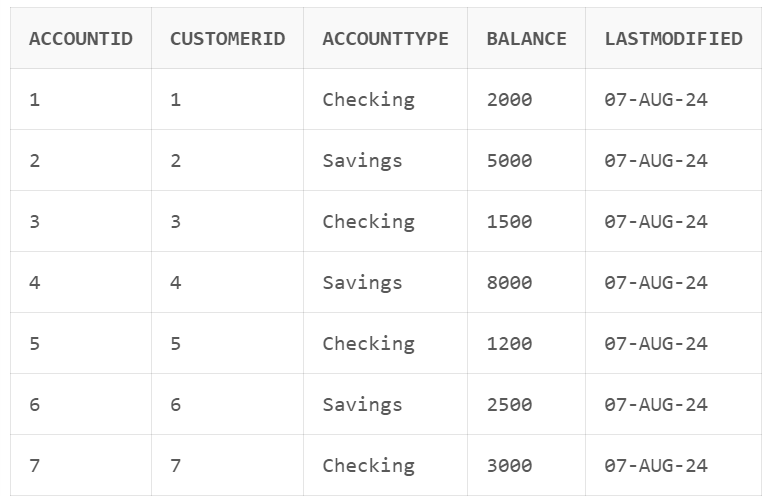 ACCOUNTID CUSTOMERID ACCOUNTTYPE BALANCE LASTMODIFIED
1 1 Checking 2000 07-AUG-24
2 2 Savings 5000 07-AUG-24
3 3 Checking 1500 07-AUG-24
4 4 Savings 8000 07-AUG-24
5 5 Checking 1200 07-AUG-24
6 6 Savings 2500 07-AUG-24
7 7 Checking 3000 07-AUG-24